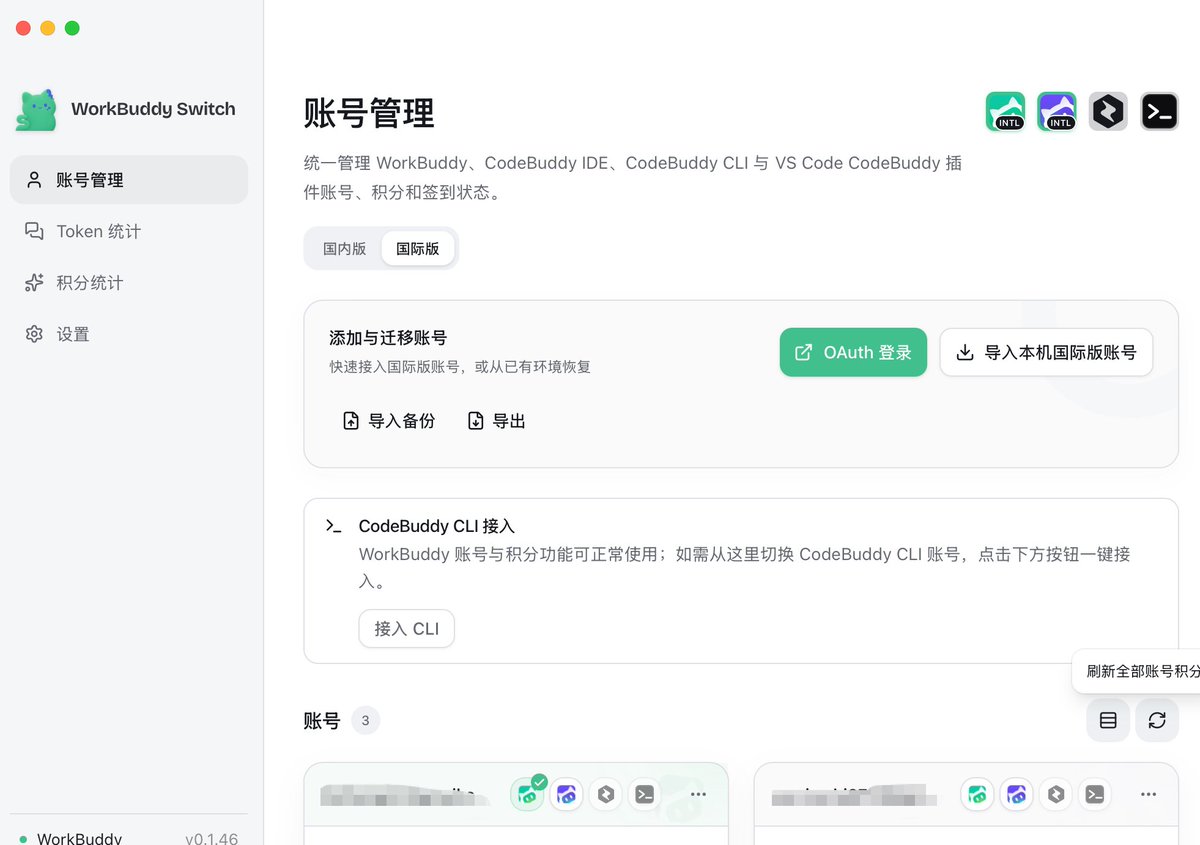 WorkBuddy Switch
账号管理
Token 统计
积分统计
设置
WorkBuddy
v0.1.46
账号管理
INTL
INTL
统一管理 WorkBuddy、CodeBuddy IDE、CodeBuddy CLI 与 VS Code CodeBuddy 插
件账号、积分和签到状态。
国内版
国际版
添加与迁移账号
快速接入国际版账号，或从已有环境恢复
OAuth 登录
导入本机国际版账号
导入备份
导出
CodeBuddy CLI 接入
WorkBuddy 账号与积分功能可正常使用；如需从这里切换 CodeBuddy CLI 账号，点击下方按钮一键接
入。
接入 CLI
刷新全部账号积分
账号
3